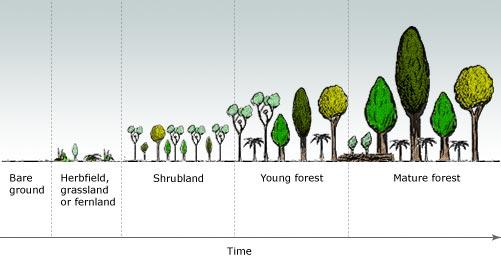 Bare
ground
Herbfield,
grassland
or fernland
Shrubland
Young forest
Mature forest
Time